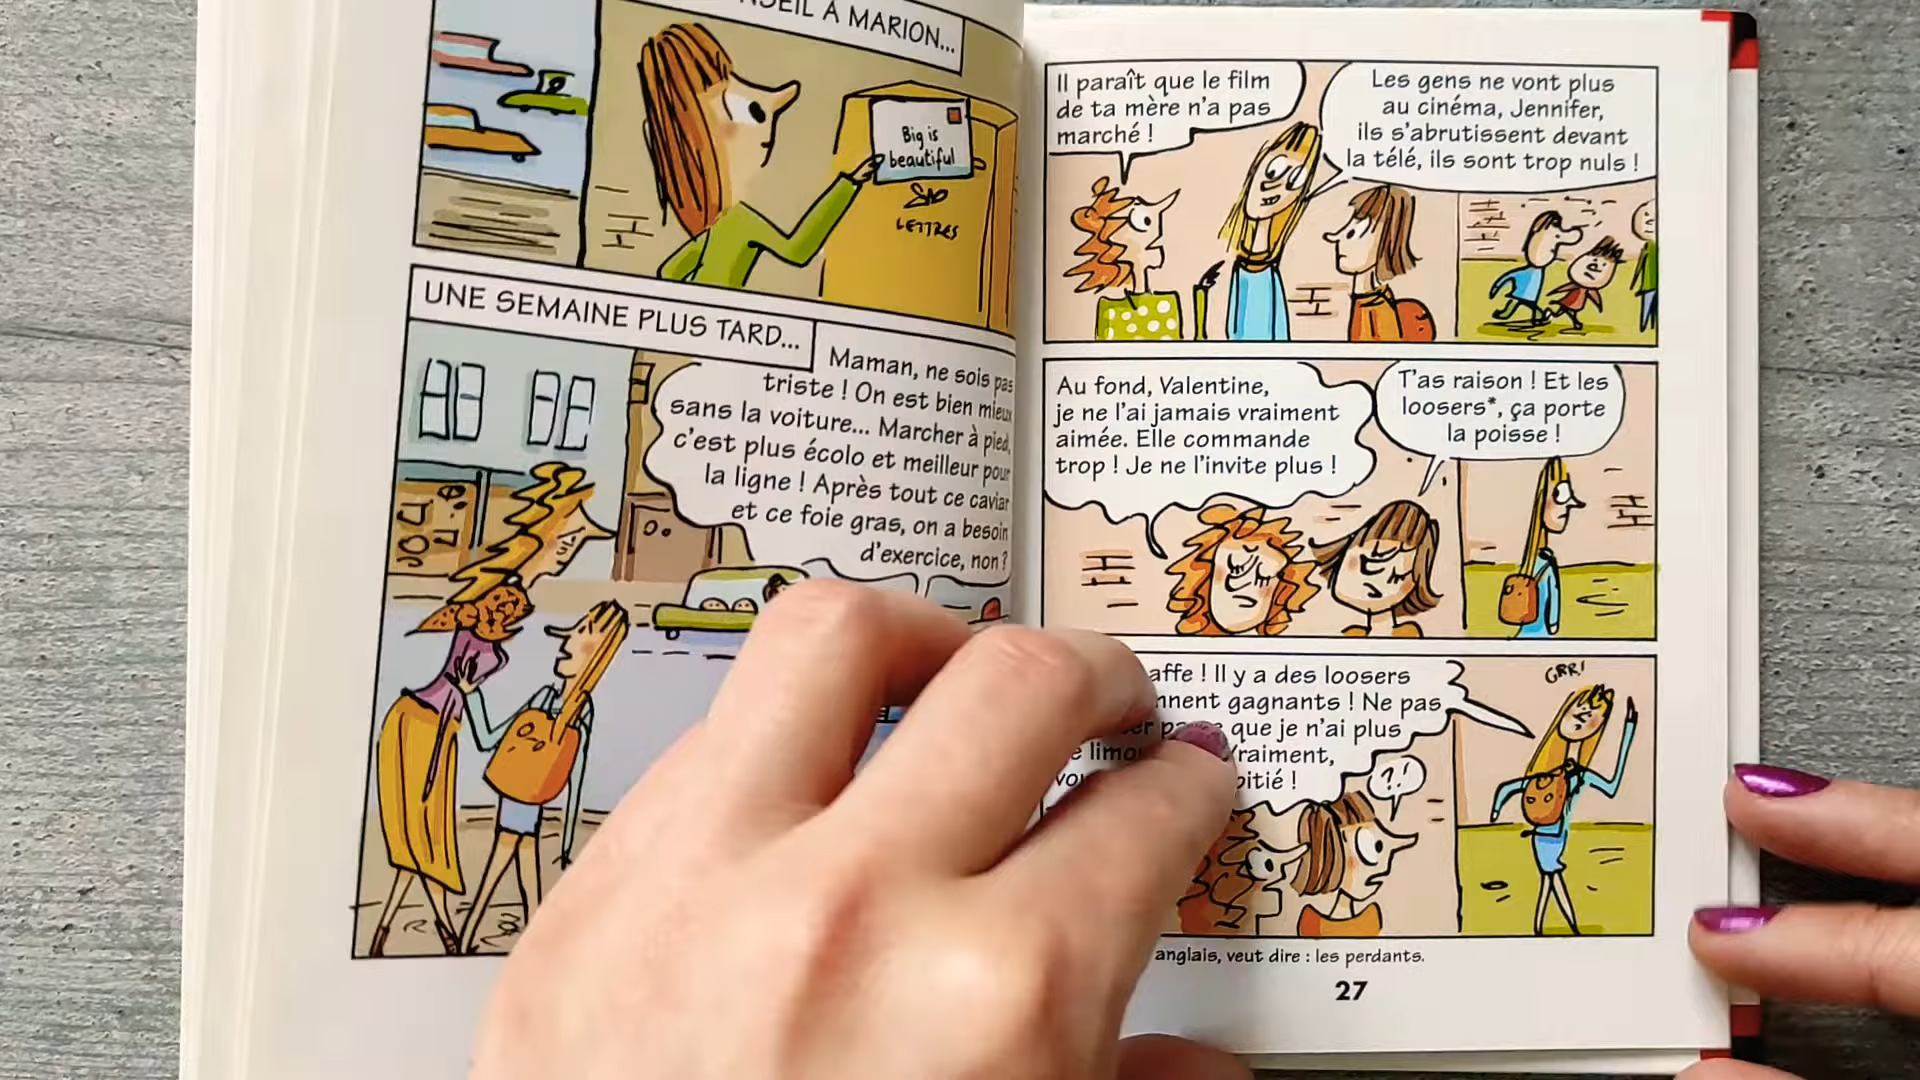 À MARION...
Big is
beautiful
LETTRES
UNE SEMAINE PLUS TARD...
Maman, ne sois pas
triste ! On est bien mieux
sans la voiture... Marcher à pied,
c'est plus écolo et meilleur pour
la ligne ! Après tout ce caviar
et ce foie gras, on a besoin
d'exercice, non ?
Il paraît que le film
de ta mère n'a pas
marché !
Les gens ne vont plus
au cinéma, Jennifer,
ils s'abrutissent devant
la télé, ils sont trop nuls !
Au fond, Valentine,
je ne l'ai jamais vraiment
aimée. Elle commande
trop ! Je ne l'invite plus !
T'as raison ! Et les
loosers*, ça porte
la poisse !
! Il y a des loosers
gagnants ! Ne pas
que je n'ai plus
GRR!
?!
anglais, veut dire : les perdants.
27